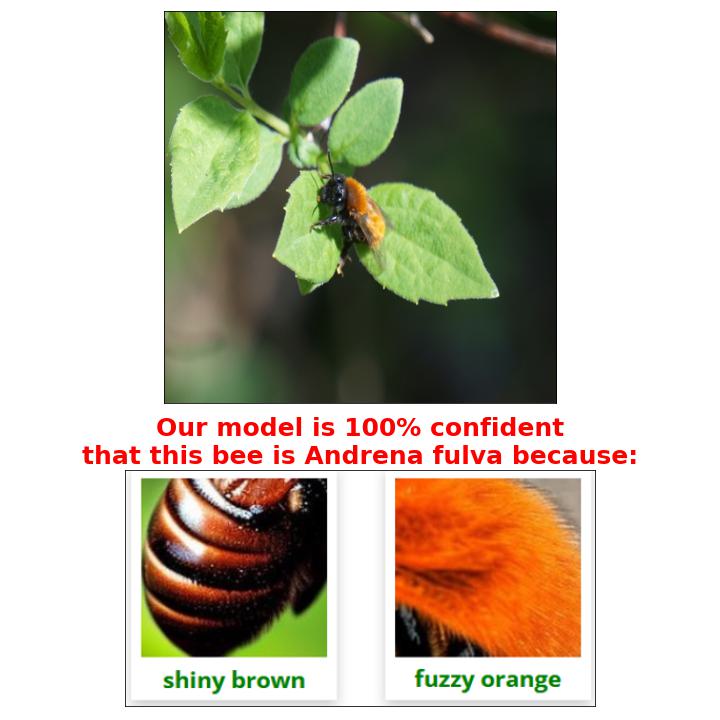 Our model is 100% confident
that this bee is Andrena fulva because:
shiny brown
fuzzy orange